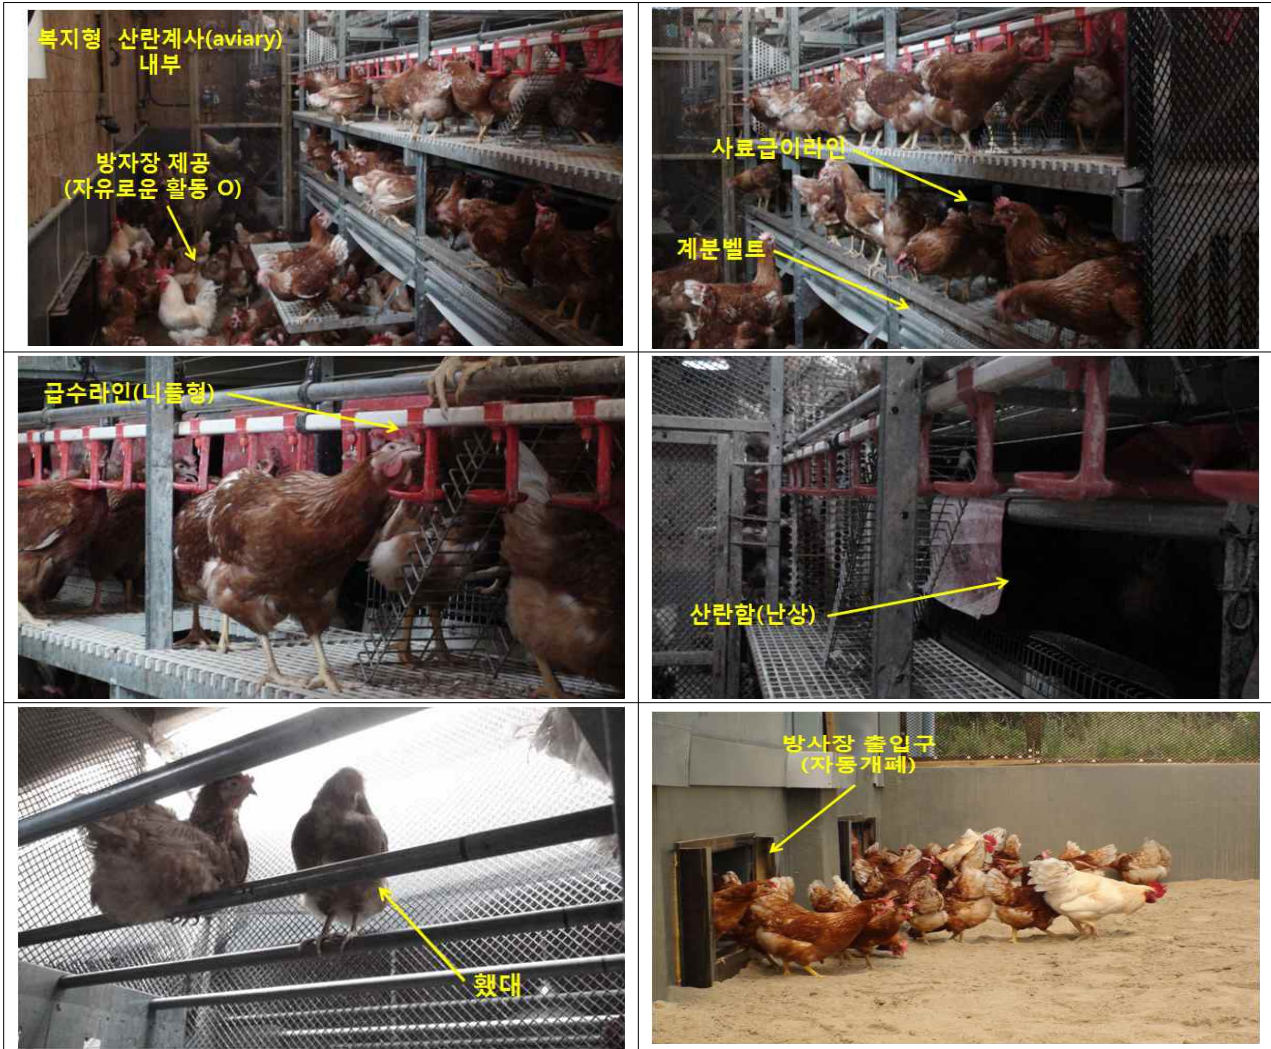 복지형 산란계사(aviary)
내부
방자장 제공
(자유로운 활동 O)
사료급이라인
계분벨트
급수라인(니들형)
산란함(난상)
횄대
방사장 출입구
(자동개폐)